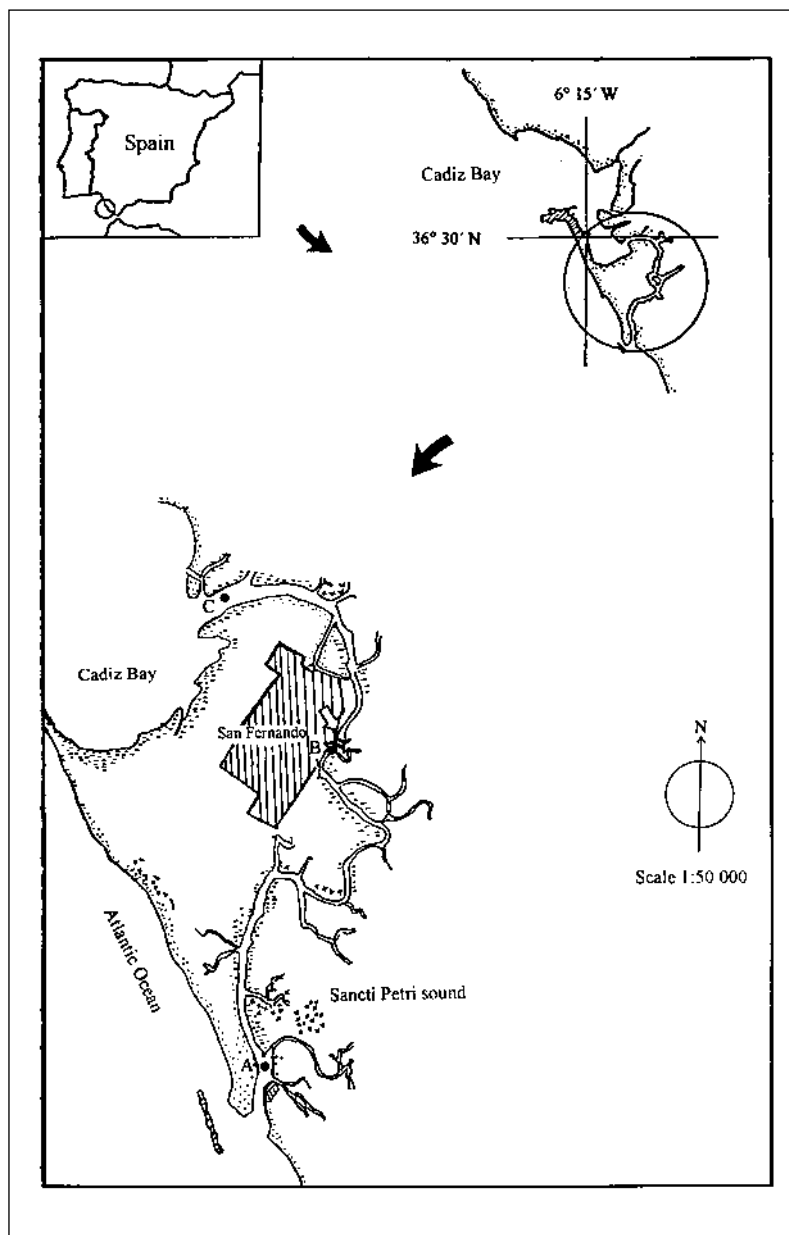 Spain
6° 15´ W
Cadiz Bay
36° 30´ N
C
Cadiz Bay
San Fernando
B
N
Scale 1:50 000
Atlantic Ocean
Sancti Petri sound
A